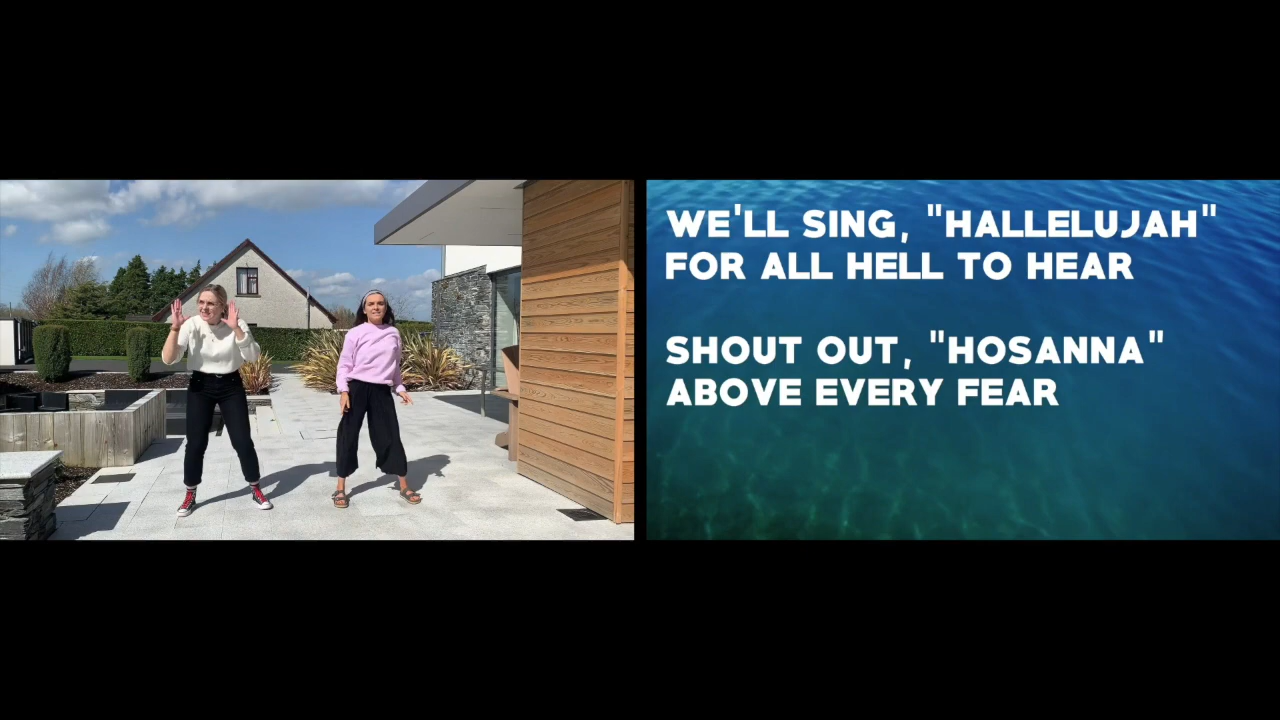 WE'LL SING, "HALLELUJAH"
FOR ALL HELL TO HEAR
SHOUT OUT, "HOSANNA"
ABOVE EVERY FEAR